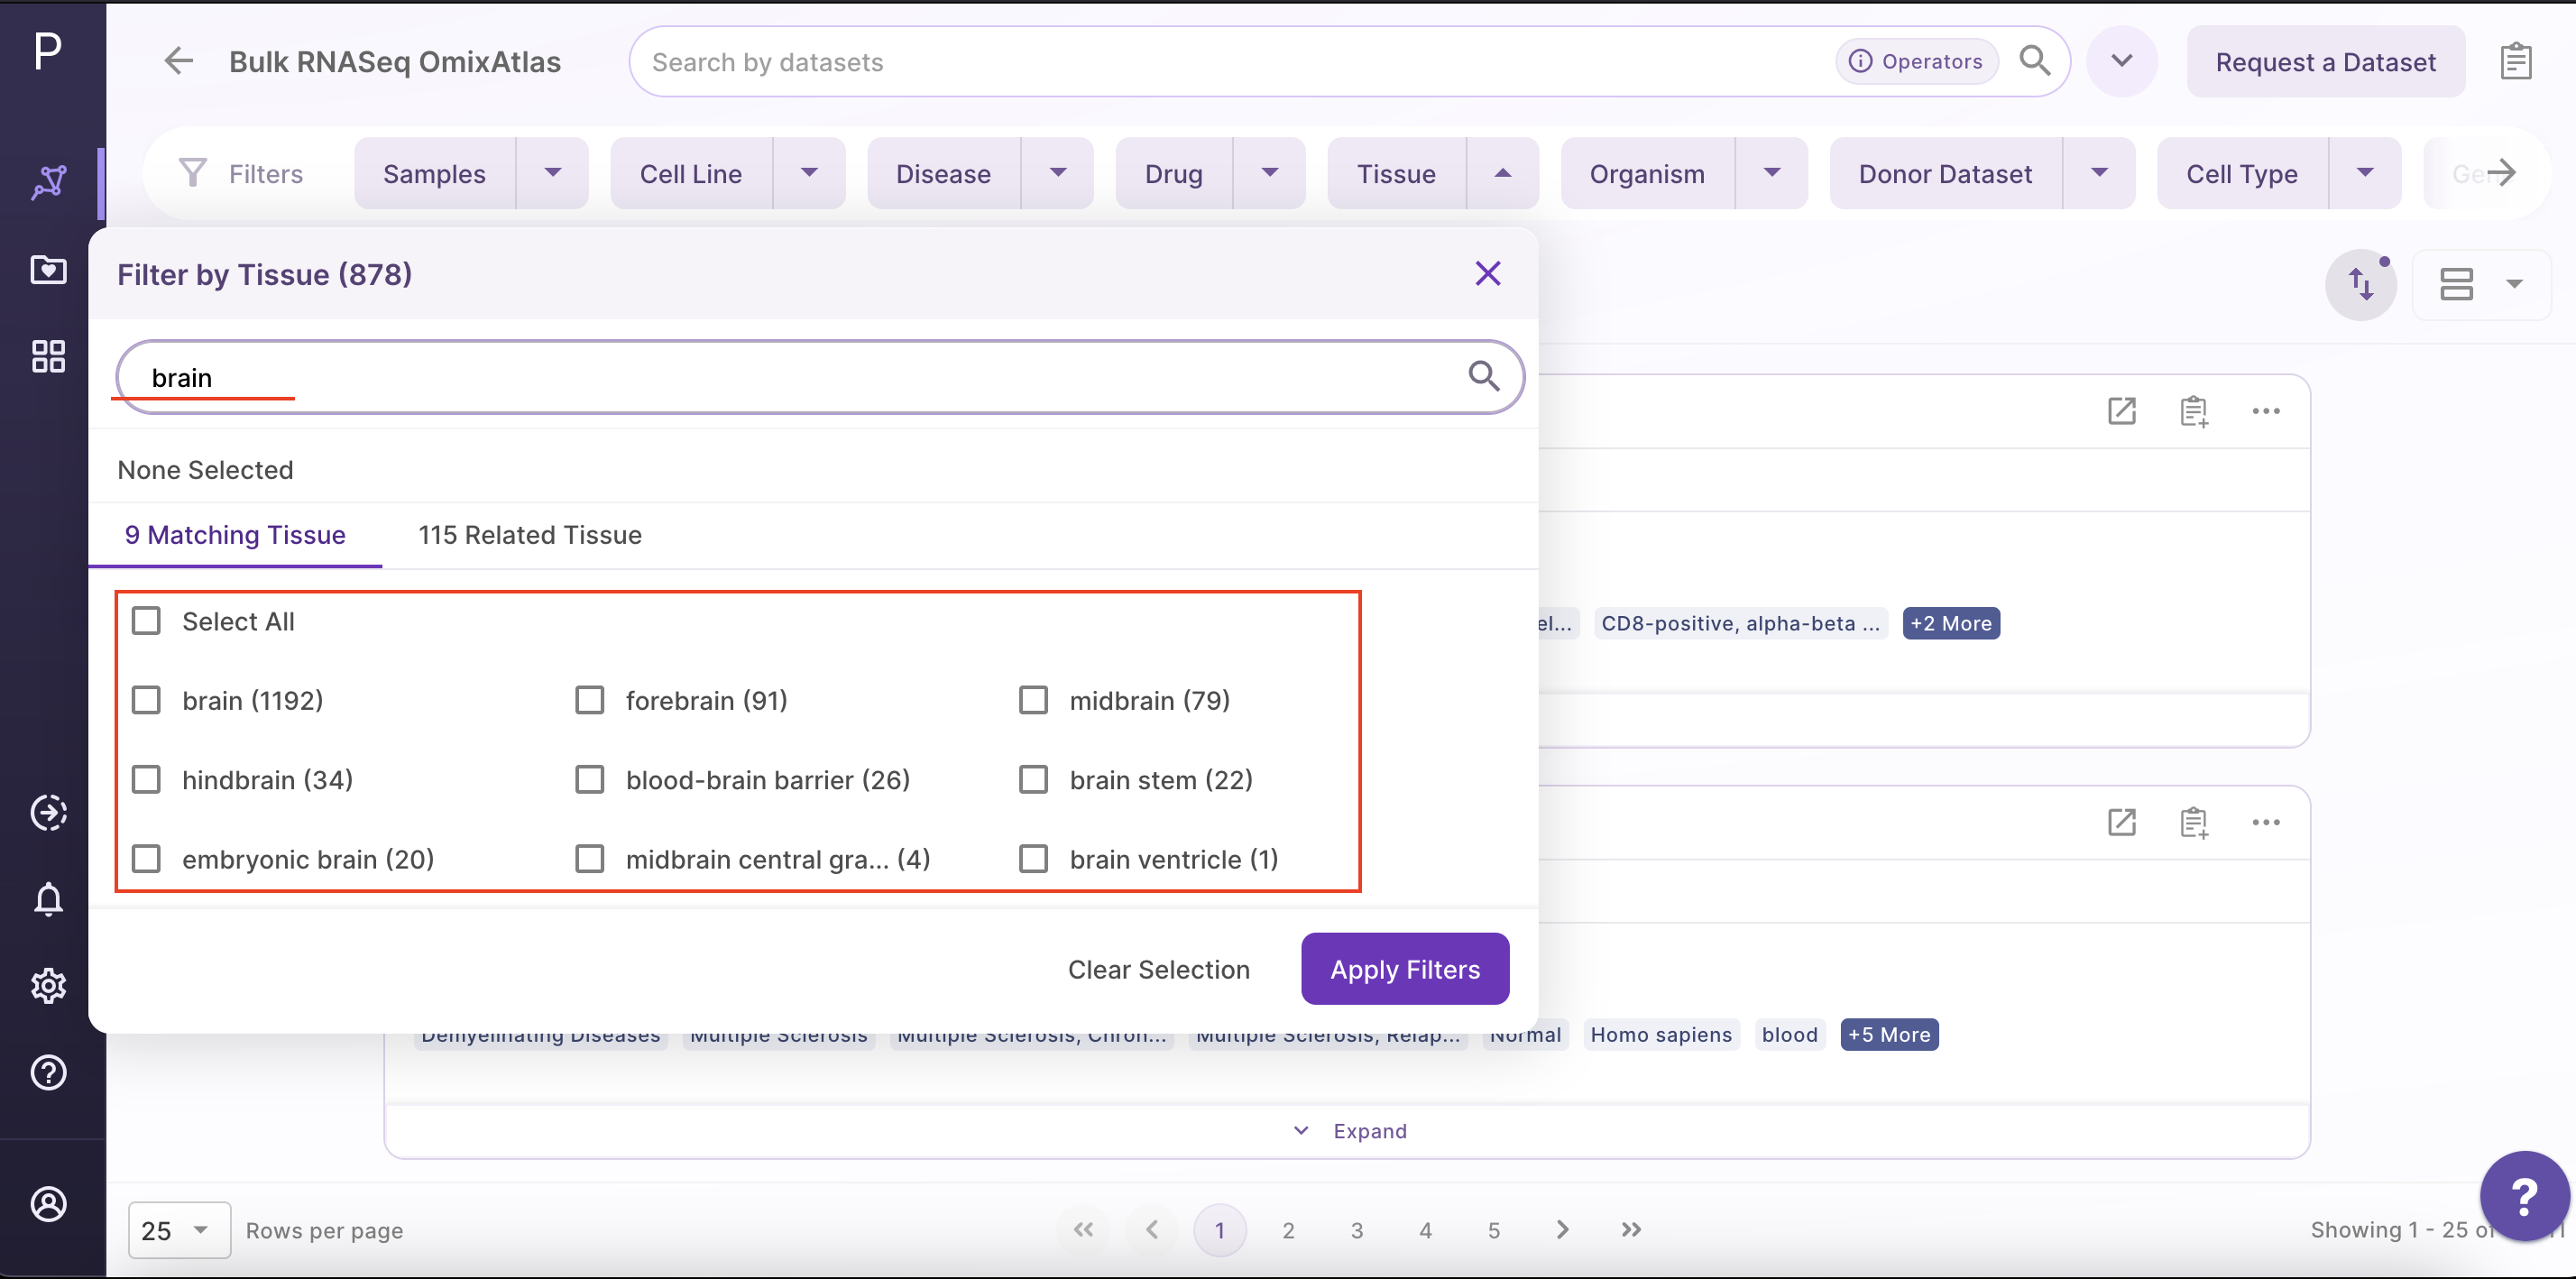 P
Bulk RNASeq OmixAtlas
Search by datasets
Operators
Request a Dataset
Filters
Samples
Cell Line
Disease
Drug
Tissue
Organism
Donor Dataset
Cell Type
Filter by Tissue (878)
brain
None Selected
9 Matching Tissue
115 Related Tissue
Select All
brain (1192)
forebrain (91)
midbrain (79)
hindbrain (34)
blood-brain barrier (26)
brain stem (22)
embryonic brain (20)
midbrain central gra... (4)
brain ventricle (1)
Clear Selection
Apply Filters
el...
CD8-positive, alpha-beta ...
+2 More
Demyelinating Diseases
Multiple Sclerosis
Multiple Sclerosis, Chron...
Multiple Sclerosis, Relap...
Normal
Homo sapiens
blood
+5 More
Expand
25
Rows per page
1
2
3
4
5
Showing 1 - 25 of
?